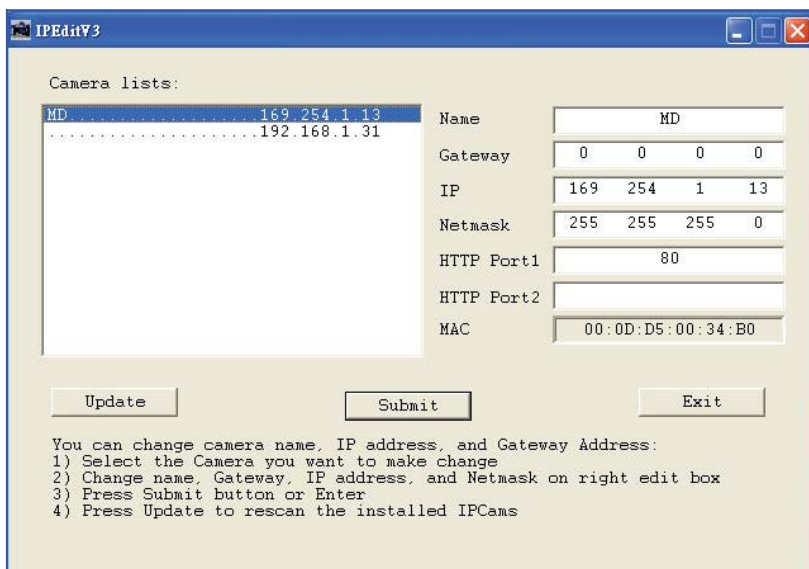 IPEditV3
Camera lists:
MD...................169.254.1.13
.....................192.168.1.31
Name MD
Gateway 0 0 0 0
IP 169 254 1 13
Netmask 255 255 255 0
HTTP Port1 80
HTTP Port2
MAC 00:0D:D5:00:34:B0
Update Submit Exit
You can change camera name, IP address, and Gateway Address:
1) Select the Camera you want to make change
2) Change name, Gateway, IP address, and Netmask on right edit box
3) Press Submit button or Enter
4) Press Update to rescan the installed IPCams